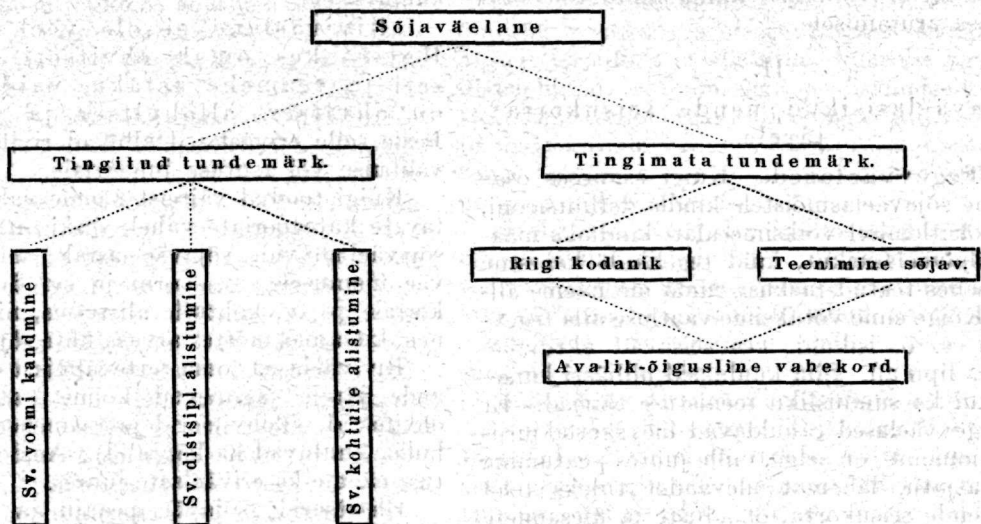 Sõjaväelane
Tingitud tundemärk.
Tingimata tundemärk.
Sv. vormi kandmine
Sv. distsipl. alistumine
Sv. kohtuile alistumine.
Riigi kodanik
Teenimine sõjav.
Avalik-õigusline vahekord.